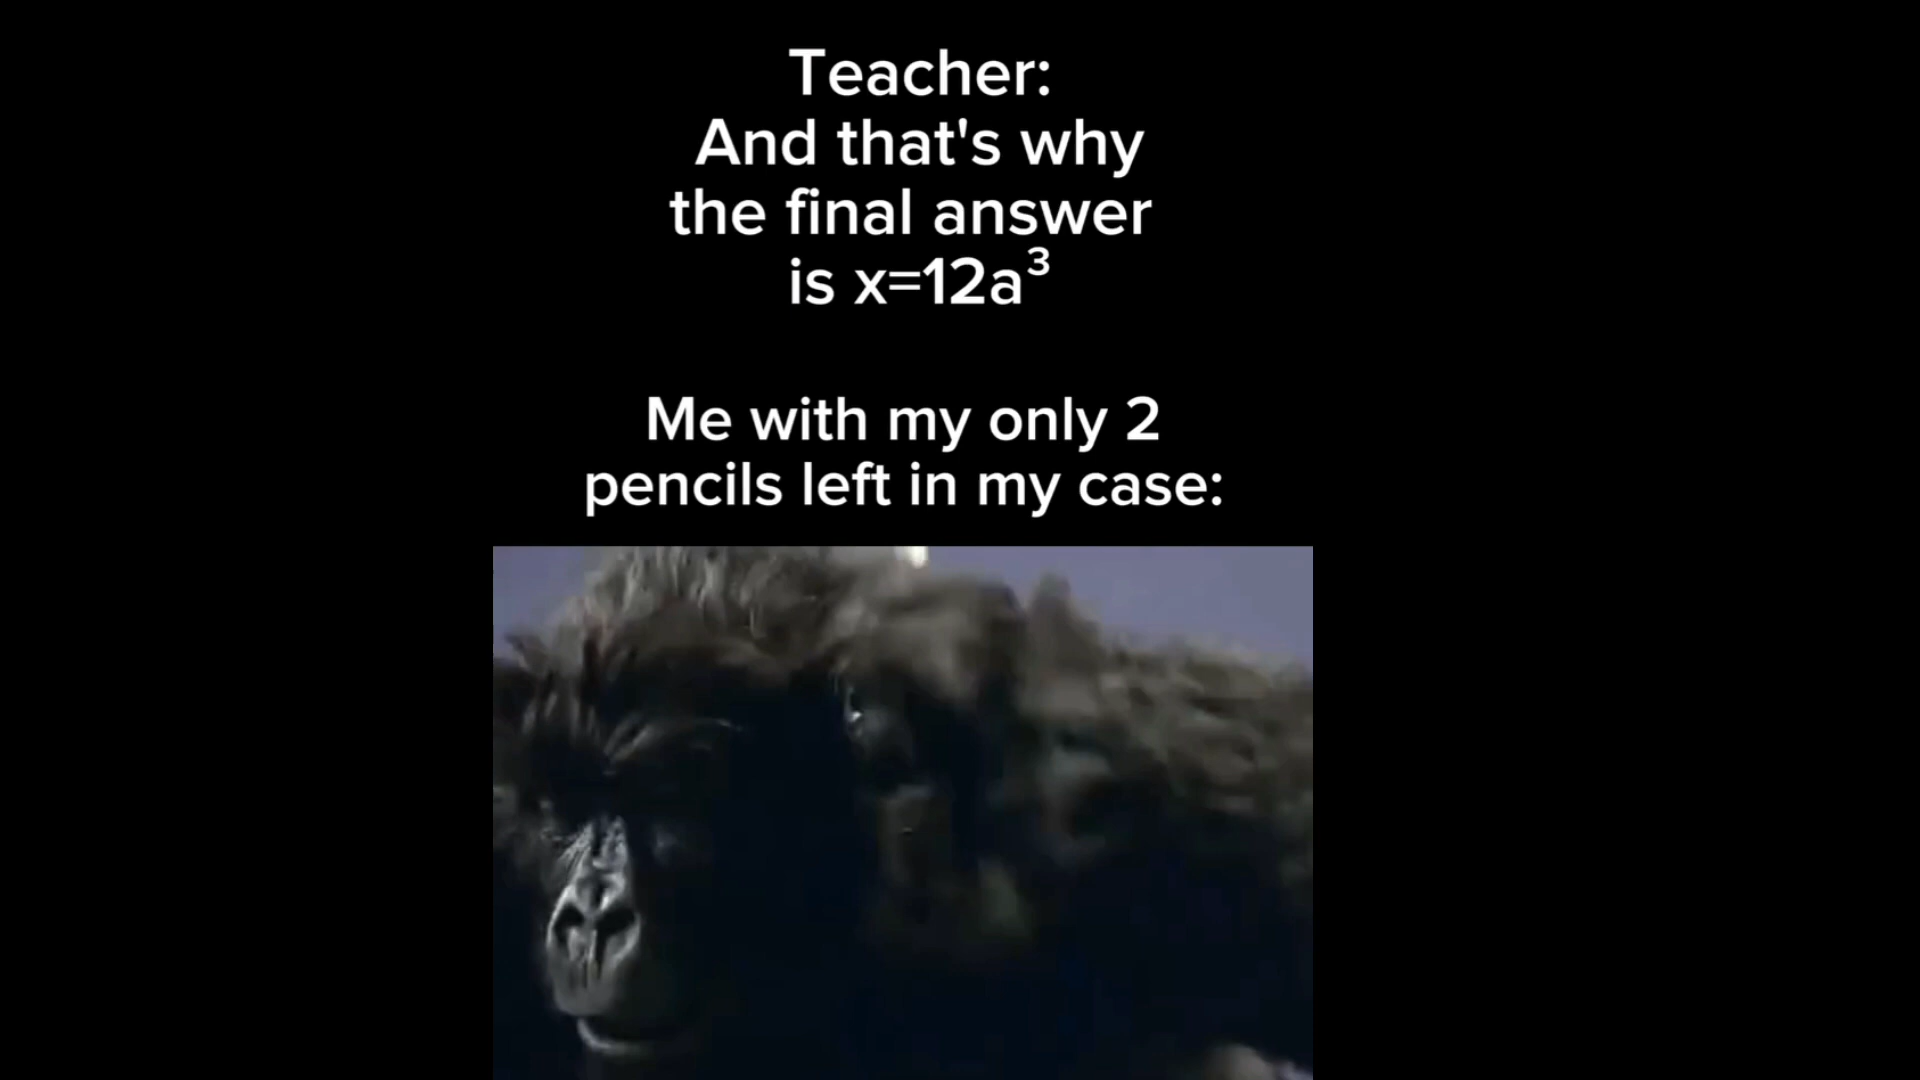 Teacher:
And that's why
the final answer
is x=12a³
Me with my only 2
pencils left in my case: